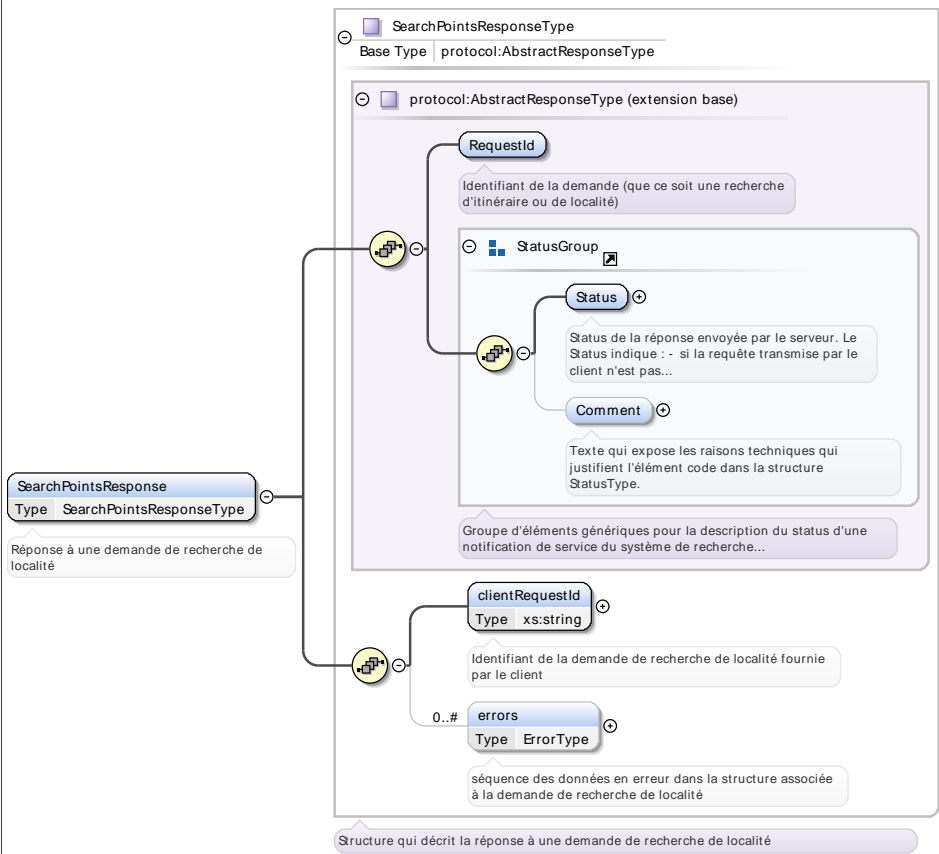 SearchPointsResponseType
Base Type protocol:AbstractResponseType
protocol:AbstractResponseType (extension base)
RequestId
Identifiant de la demande (que ce soit une recherche
d'itinéraire ou de localité)
StatusGroup
Status
Status de la réponse envoyée par le serveur. Le
Status indique : - si la requête transmise par le
client n'est pas...
Comment
Texte qui expose les raisons techniques qui
justifient l'élément code dans la structure
StatusType.
Groupe d'éléments génériques pour la description du status d'une
notification de service du système de recherche...
SearchPointsResponse
Type SearchPointsResponseType
Réponse à une demande de recherche de
localité
clientRequestId
Type xs:string
Identifiant de la demande de recherche de localité fournie
par le client
0..#
errors
Type ErrorType
séquence des données en erreur dans la structure associée
à la demande de recherche de localité
Structure qui décrit la réponse à une demande de recherche de localité